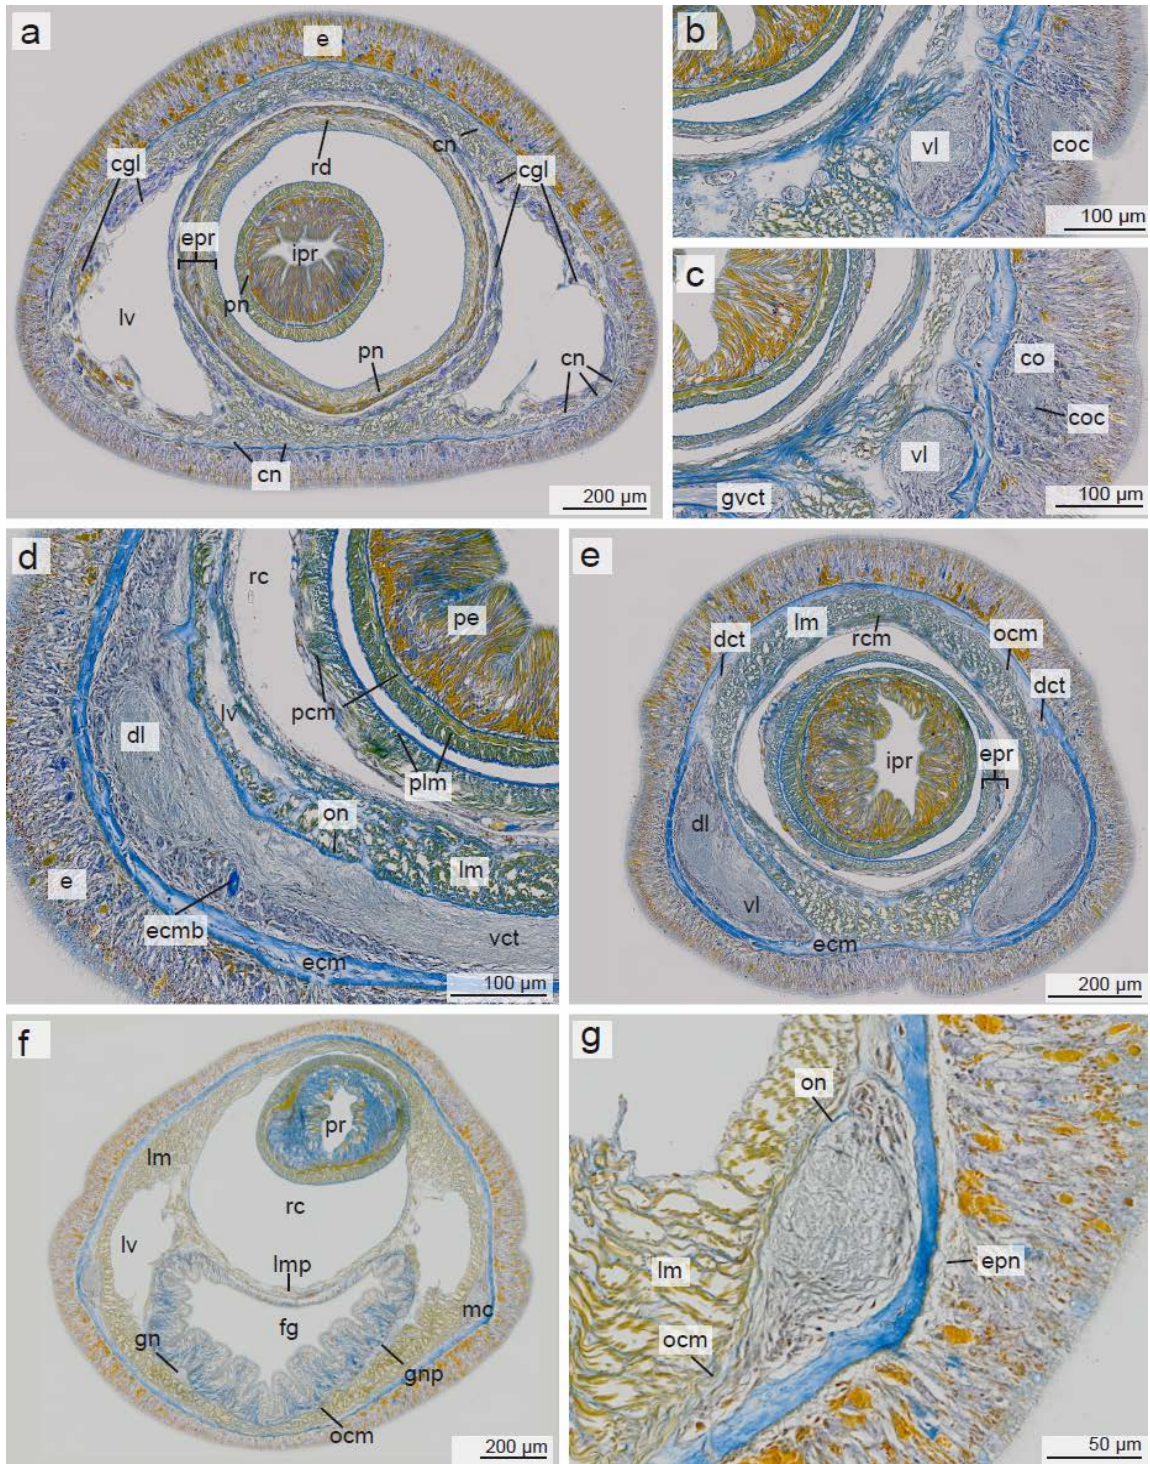 a
e
cn
rd
cgl
cgl
epr
ipr
pn
lv
pn
cn
cn
200 µm
b
vl
coc
100 µm
c
co
coc
vl
gvct
100 µm
d
rc
pe
pcm
lv
dl
plm
on
lm
e
ecmb
vct
ecm
100 µm
e
lm
dct
rcm
ocm
dct
ipr
epr
dl
vl
ecm
200 µm
f
pr
lm
rc
lv
lmp
mc
fg
gn
gnp
ocm
200 µm
g
on
lm
epn
ocm
50 µm